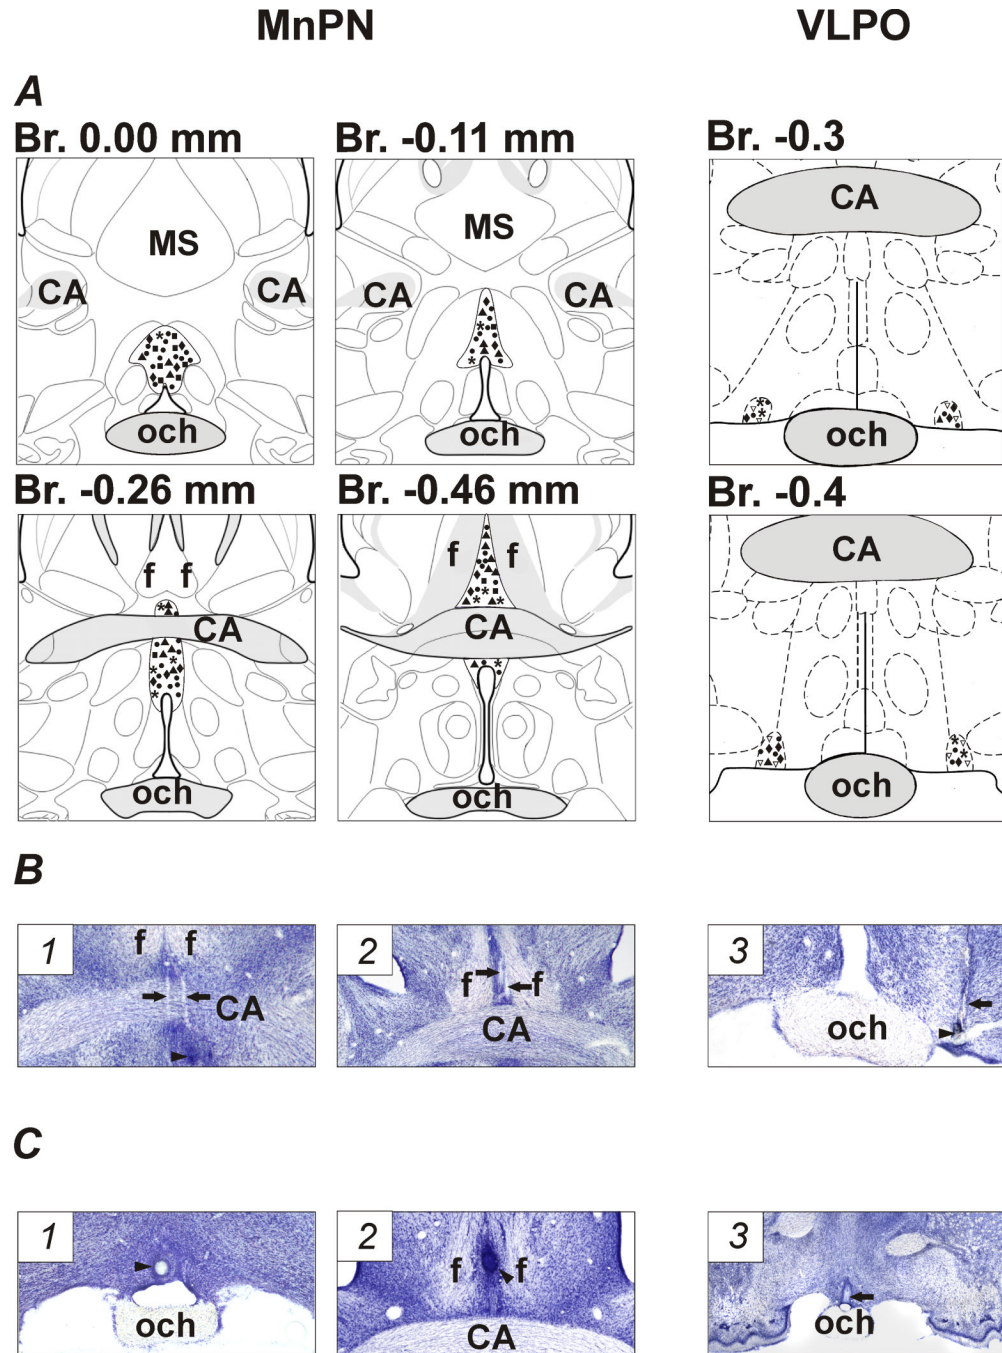 MnPN VLPO
A
Br. 0.00 mm Br. -0.11 mm Br. -0.3
MS MS CA
CA CA CA CA
och och och
Br. -0.26 mm Br. -0.46 mm Br. -0.4
f f f f CA
CA CA
och och och
B
1 f f 2 3
CA f f CA och
C
1 2 3
f f
och CA och